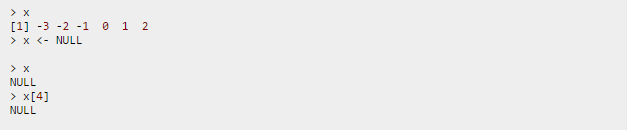 > x
[1] -3 -2 -1  0  1  2
> x <- NULL
> x
NULL
> x[4]
NULL